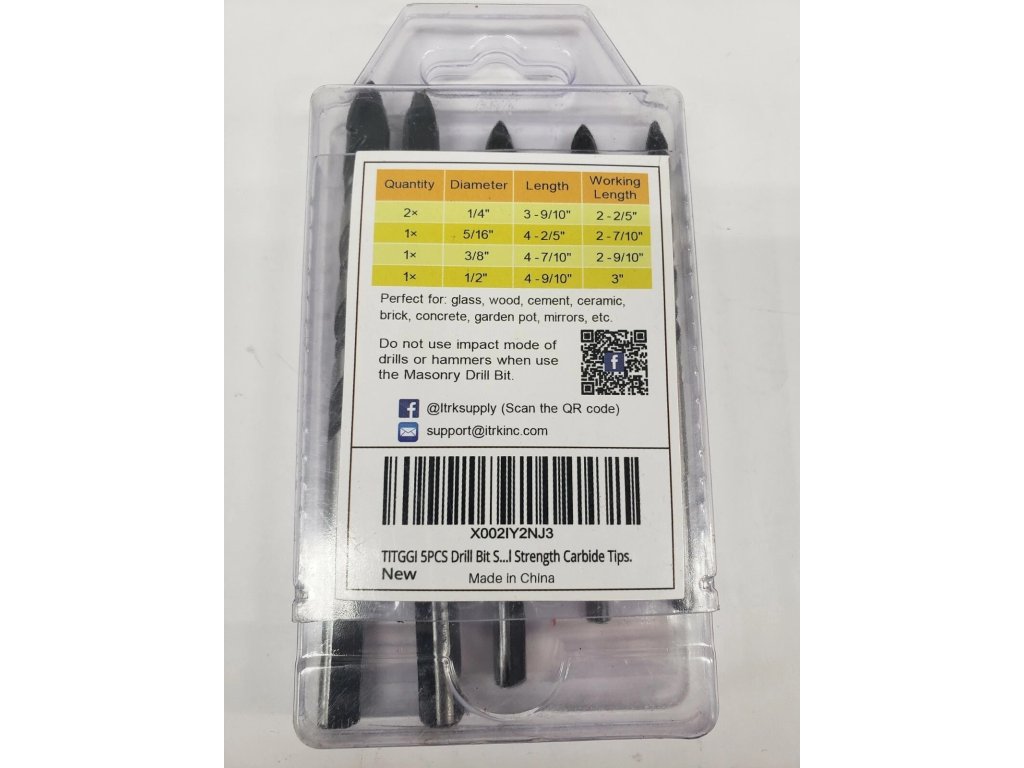 Quantity Diameter Length Working Length
2× 1/4" 3 - 9/10" 2 - 2/5"
1× 5/16" 4 - 2/5" 2 - 7/10"
1× 3/8" 4 - 7/10" 2 - 9/10"
1× 1/2" 4 - 9/10" 3"
Perfect for: glass, wood, cement, ceramic,
brick, concrete, garden pot, mirrors, etc.
Do not use impact mode of
drills or hammers when use
the Masonry Drill Bit.
f
@Itrksupply (Scan the QR code)
support@itrkinc.com
X002IY2NJ3
TITGGI 5PCS Drill Bit S...l Strength Carbide Tips.
New
Made in China